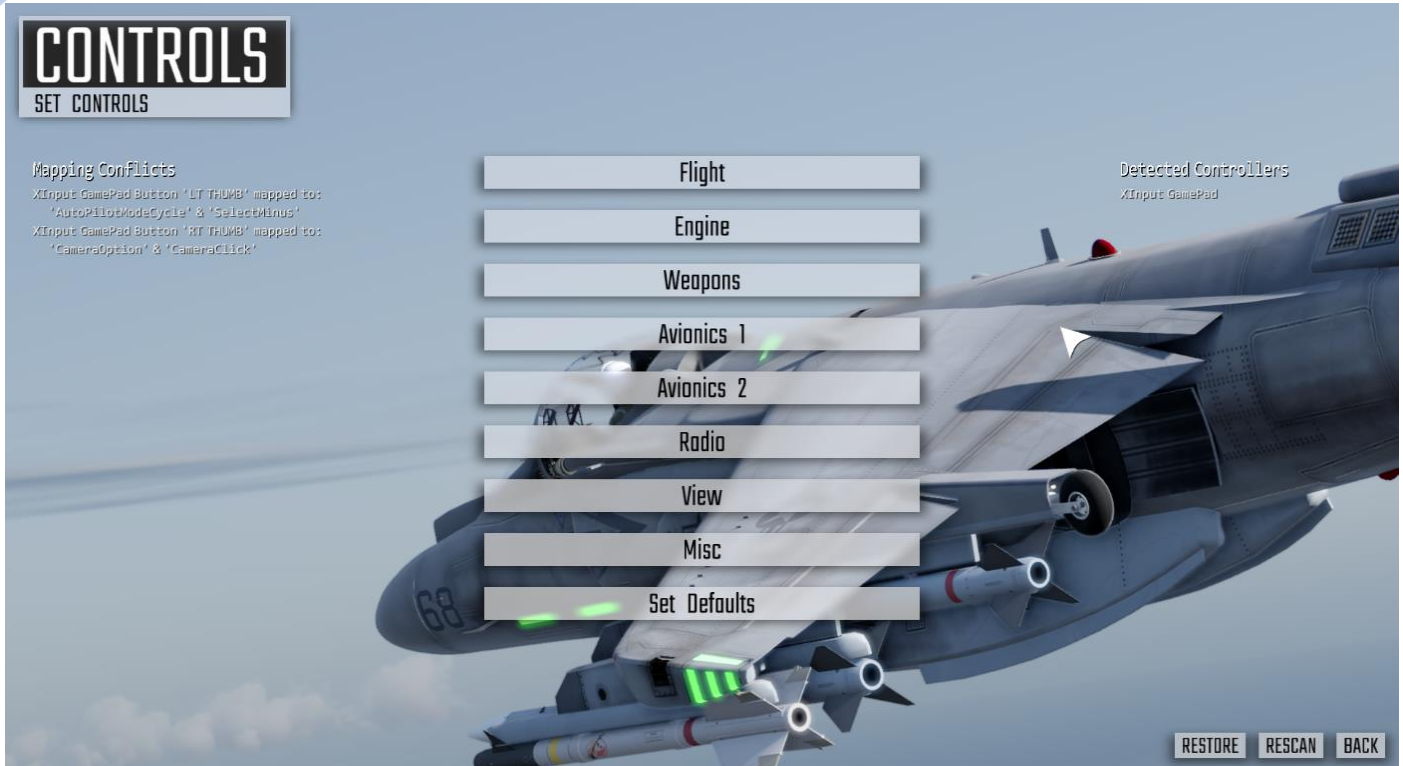 CONTROLS
SET CONTROLS
Mapping Conflicts
XInput GamePad Button 'LT THUMB' mapped to:
'AutoPilotModeCycle' & 'SelectMinus'
XInput GamePad Button 'RT THUMB' mapped to:
'CameraOption' & 'CameraClick'
Flight
Engine
Weapons
Avionics 1
Avionics 2
Radio
View
Misc
Set Defaults
Detected Controllers
XInput GamePad
68
RESTORE
RESCAN
BACK